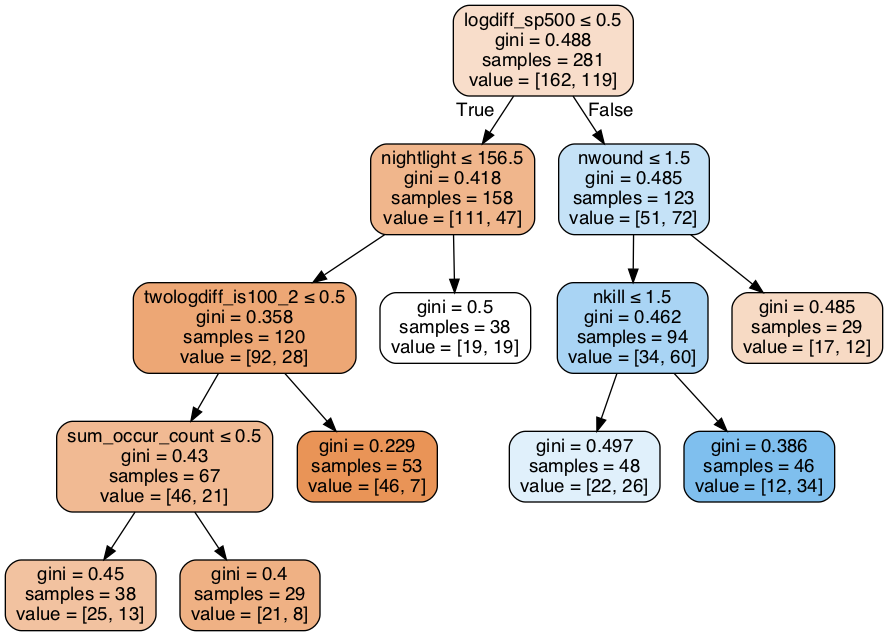 logdiff_sp500 ≤ 0.5
gini = 0.488
samples = 281
value = [162, 119]
True
False
nightlight ≤ 156.5
gini = 0.418
samples = 158
value = [111, 47]
nwound ≤ 1.5
gini = 0.485
samples = 123
value = [51, 72]
twologdiff_is100_2 ≤ 0.5
gini = 0.358
samples = 120
value = [92, 28]
gini = 0.5
samples = 38
value = [19, 19]
nkill ≤ 1.5
gini = 0.462
samples = 94
value = [34, 60]
gini = 0.485
samples = 29
value = [17, 12]
sum_occur_count ≤ 0.5
gini = 0.43
samples = 67
value = [46, 21]
gini = 0.229
samples = 53
value = [46, 7]
gini = 0.497
samples = 48
value = [22, 26]
gini = 0.386
samples = 46
value = [12, 34]
gini = 0.45
samples = 38
value = [25, 13]
gini = 0.4
samples = 29
value = [21, 8]